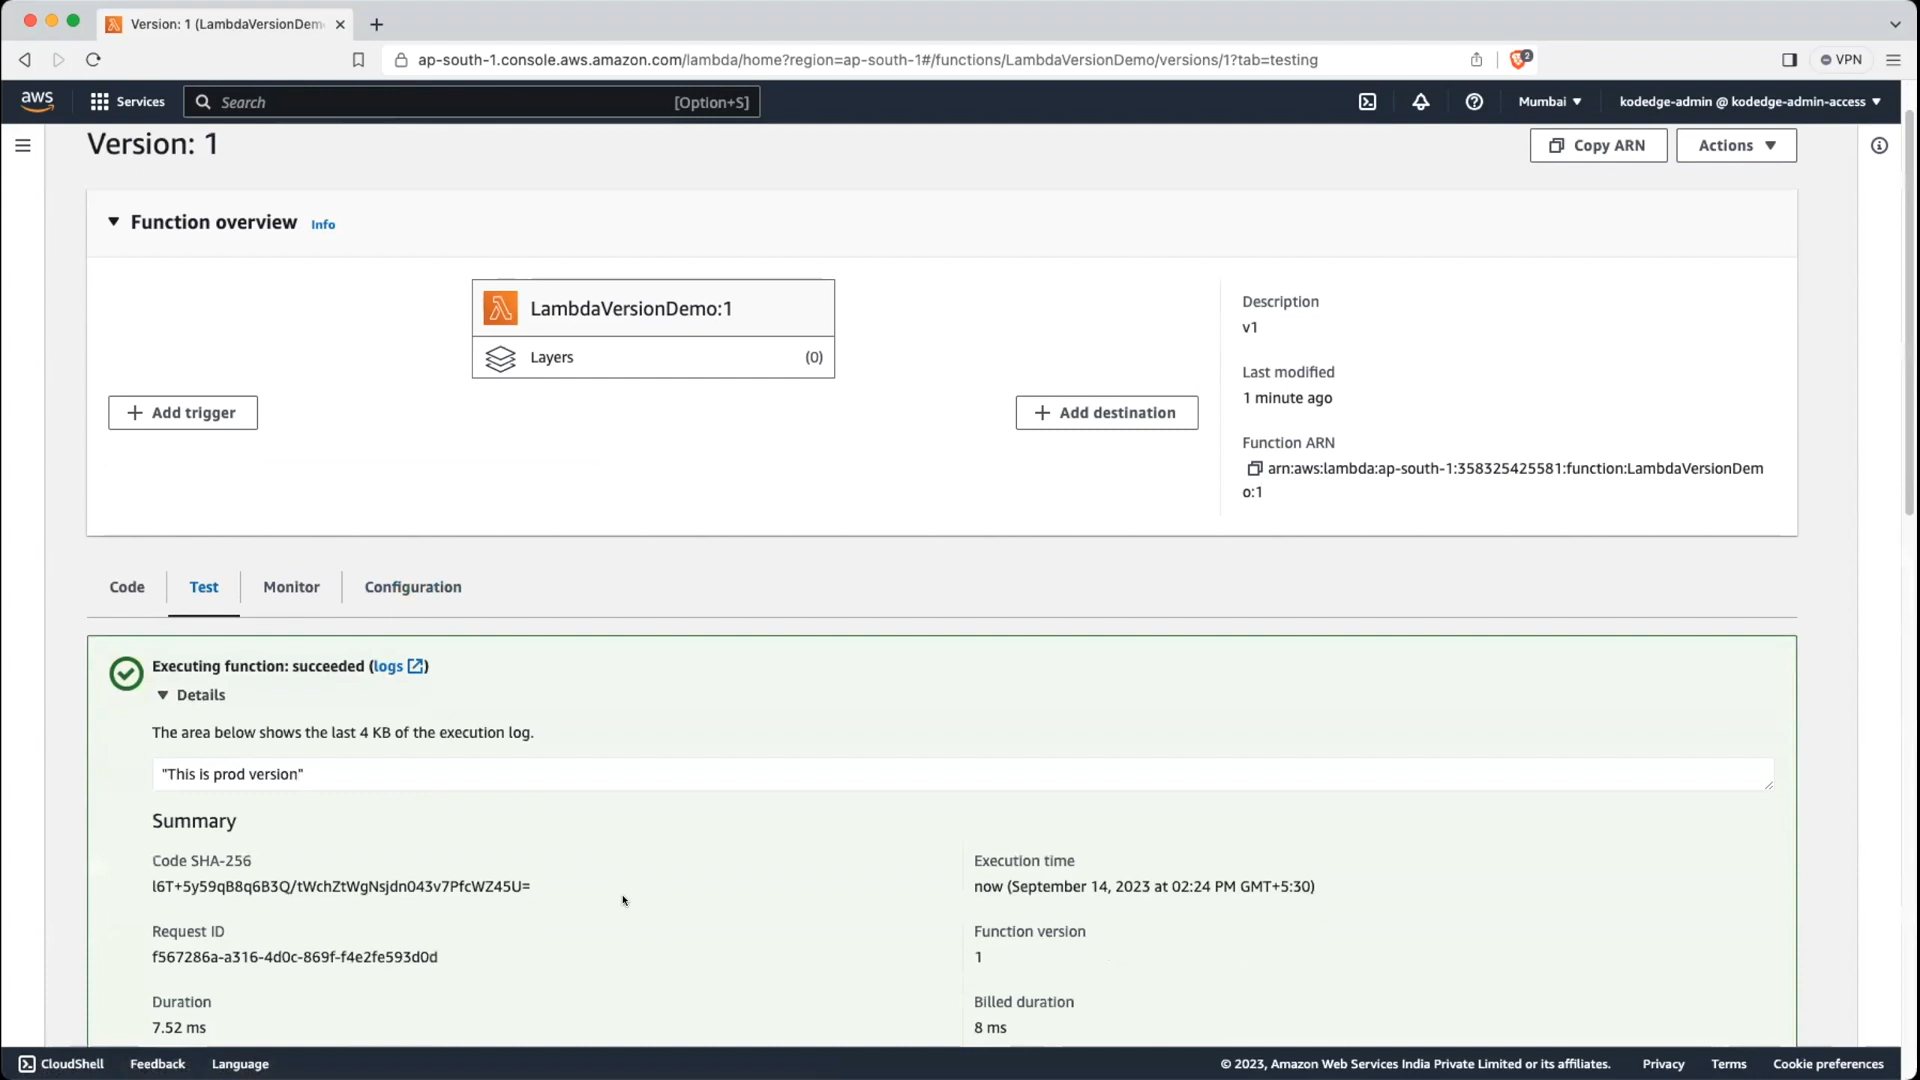 Version: 1 (LambdaVersionDem
ap-south-1.console.aws.amazon.com/lambda/home?region=ap-south-1#/functions/LambdaVersionDemo/versions/1?tab=testing
2
VPN
aws
Services
Search
[Option+S]
Mumbai
kodedge-admin @ kodedge-admin-access
Version: 1
Copy ARN
Actions
Function overview
Info
LambdaVersionDemo:1
Layers
(0)
Add trigger
Add destination
Description
v1
Last modified
1 minute ago
Function ARN
arn:aws:lambda:ap-south-1:358325425581:function:LambdaVersionDem
o:1
Code
Test
Monitor
Configuration
Executing function: succeeded (logs)
Details
The area below shows the last 4 KB of the execution log.
"This is prod version"
Summary
Code SHA-256
l6T+5y59qB8q6B3Q/tWchZtWgNsjdn043v7PfcWZ45U=
Execution time
now (September 14, 2023 at 02:24 PM GMT+5:30)
Request ID
f567286a-a316-4d0c-869f-f4e2fe593d0d
Function version
1
Duration
7.52 ms
Billed duration
8 ms
CloudShell
Feedback
Language
© 2023, Amazon Web Services India Private Limited or its affiliates.
Privacy
Terms
Cookie preferences